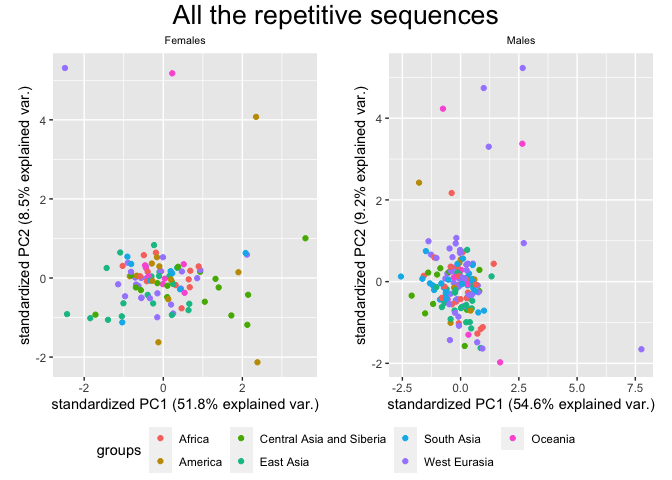 All the repetitive sequences
Females
Males
standardized PC2 (8.5% explained var.)
4
2
0
-2
-2
0
2
standardized PC1 (51.8% explained var.)
standardized PC2 (9.2% explained var.)
4
2
0
-2
-2.5
0.0
2.5
5.0
7.5
standardized PC1 (54.6% explained var.)
groups
Africa
America
Central Asia and Siberia
East Asia
South Asia
West Eurasia
Oceania